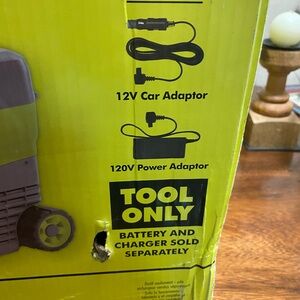 12V Car Adaptor
120V Power Adaptor
TOOL
ONLY
BATTERY AND
CHARGER SOLD
SEPARATELY